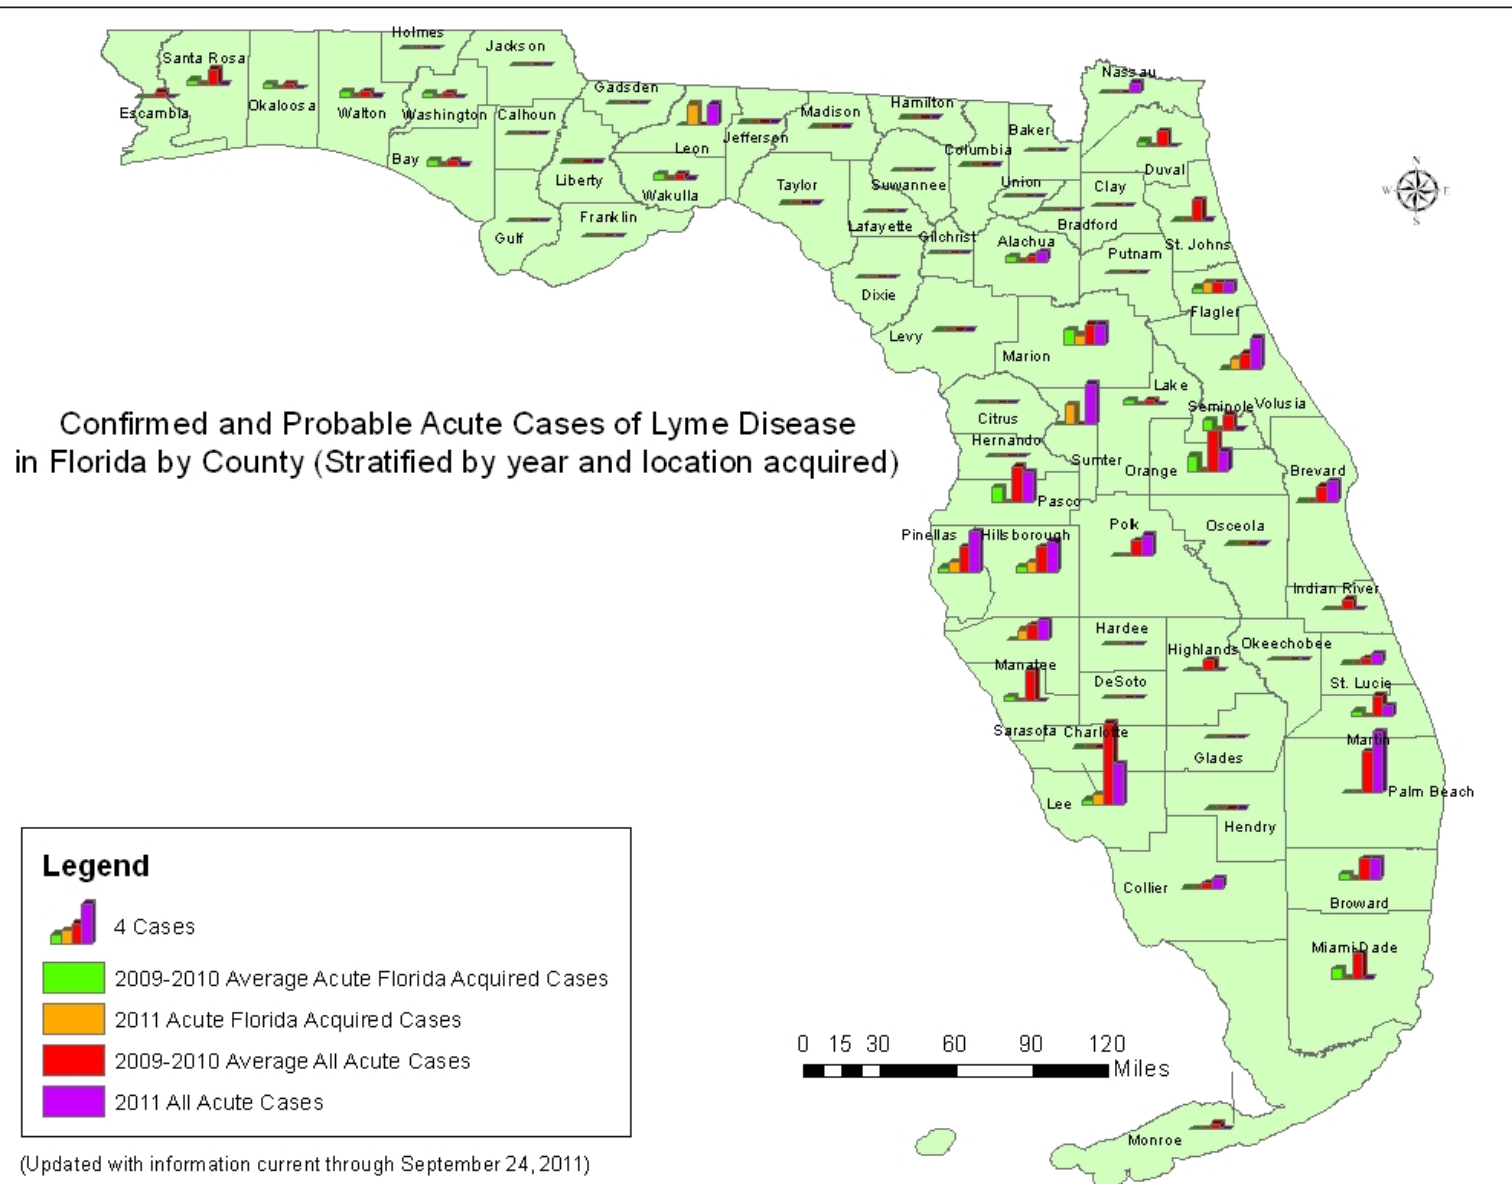 Holmes
Jackson
Santa Rosa
Escambia
Okaloosa
Walton
Washington
Calhoun
Bay
Gulf
Gadsden
Liberty
Franklin
Leon
Wakulla
Jefferson
Madison
Taylor
Hamilton
Suwannee
Lafayette
Dixie
Columbia
Gilchrist
Baker
Union
Bradford
Alachua
Levy
Nassau
Duval
Clay
St. Johns
Putnam
Flagler
N
W
E
S
Marion
Citrus
Hernando
Lake
Seminole
Volusia
Sumter
Orange
Brevard
Pasco
Confirmed and Probable Acute Cases of Lyme Disease
in Florida by County (Stratified by year and location acquired)
Pinellas
Hillsborough
Polk
Osceola
Indian River
Hardee
Highlands
Okeechobee
Manatee
DeSoto
St. Lucie
Sarasota
Charlotte
Glades
Martin
Lee
Hendry
Palm Beach
Collier
Broward
Miami-Dade
Monroe
Legend
4 Cases
2009-2010 Average Acute Florida Acquired Cases
2011 Acute Florida Acquired Cases
2009-2010 Average All Acute Cases
2011 All Acute Cases
0 15 30 60 90 120
Miles
(Updated with information current through September 24, 2011)